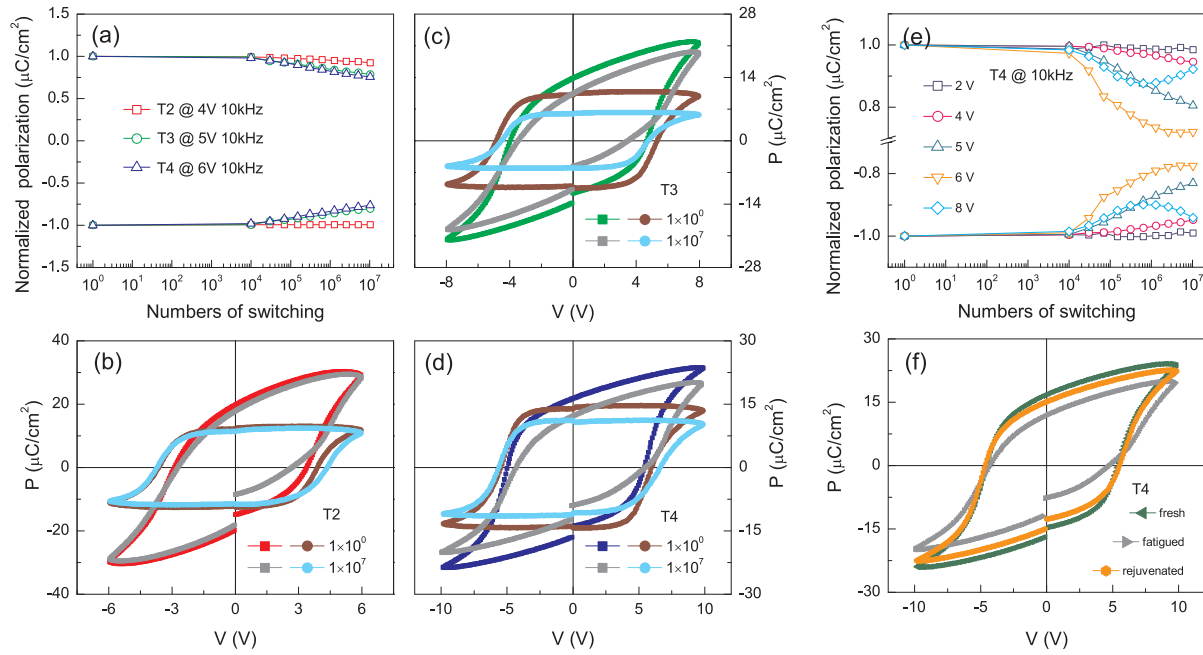 (a)
Normalized polarization (μC/cm²)
1.5
1.0
0.5
0.0
-0.5
-1.0
-1.5
T2 @ 4V 10kHz
T3 @ 5V 10kHz
T4 @ 6V 10kHz
10⁰ 10¹ 10² 10³ 10⁴ 10⁵ 10⁶ 10⁷
Numbers of switching
(c)
28
14
0
-14
-28
P (μC/cm²)
T3
1×10⁰
1×10⁷
-8 -4 0 4 8
V (V)
(e)
Normalized polarization (μC/cm²)
1.0
0.8
-0.8
-1.0
T4 @ 10kHz
2 V
4 V
5 V
6 V
8 V
10⁰ 10¹ 10² 10³ 10⁴ 10⁵ 10⁶ 10⁷
Numbers of switching
(b)
P (μC/cm²)
40
20
0
-20
-40
T2
1×10⁰
1×10⁷
-6 -3 0 3 6
V (V)
(d)
30
15
0
-15
-30
P (μC/cm²)
T4
1×10⁰
1×10⁷
-10 -5 0 5 10
V (V)
(f)
30
15
0
-15
-30
T4
fresh
fatigued
rejuvenated
-10 -5 0 5 10
V (V)